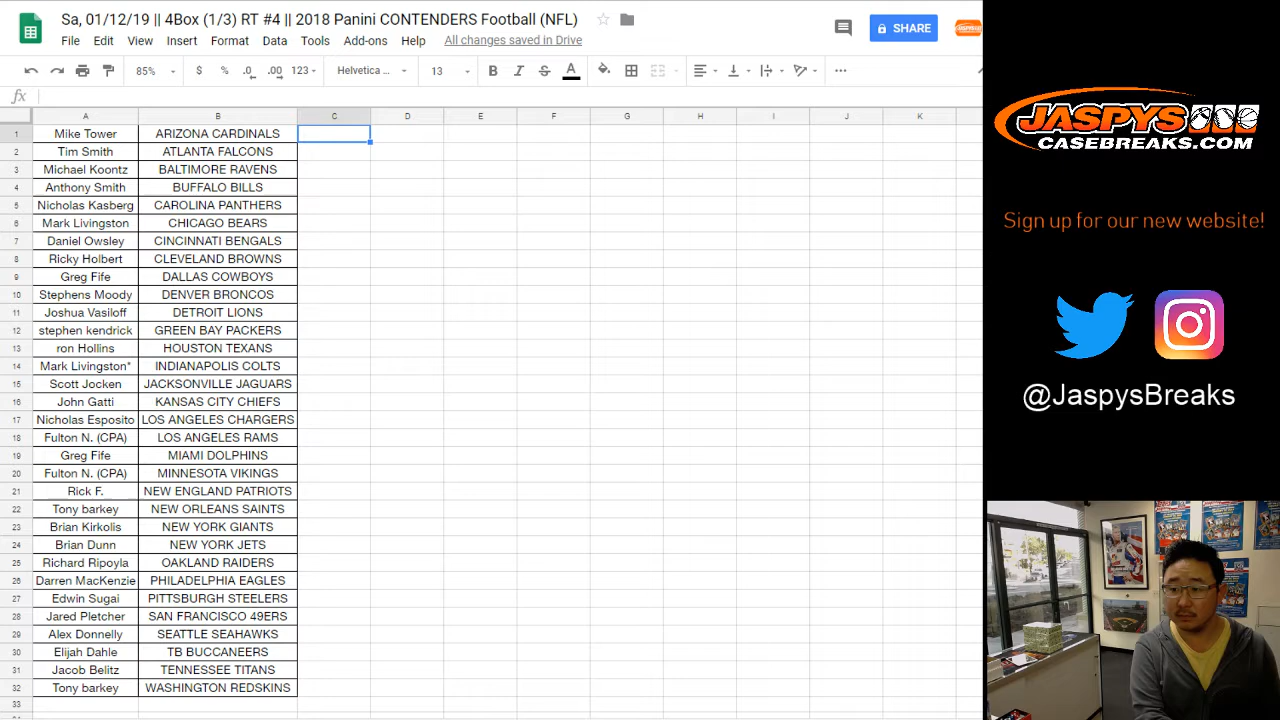 Sa, 01/12/19 || 4Box (1/3) RT #4 || 2018 Panini CONTENDERS Football (NFL)
File Edit View Insert Format Data Tools Add-ons Help All changes saved in Drive
SHARE
85% $ % .0 .00 123 Helvetica ... 13 B I S A
fx
A B C D E F G H I J K
1 Mike Tower ARIZONA CARDINALS
2 Tim Smith ATLANTA FALCONS
3 Michael Koontz BALTIMORE RAVENS
4 Anthony Smith BUFFALO BILLS
5 Nicholas Kasberg CAROLINA PANTHERS
6 Mark Livingston CHICAGO BEARS
7 Daniel Owsley CINCINNATI BENGALS
8 Ricky Holbert CLEVELAND BROWNS
9 Greg Fife DALLAS COWBOYS
10 Stephens Moody DENVER BRONCOS
11 Joshua Vasiloff DETROIT LIONS
12 stephen kendrick GREEN BAY PACKERS
13 ron Hollins HOUSTON TEXANS
14 Mark Livingston* INDIANAPOLIS COLTS
15 Scott Jocken JACKSONVILLE JAGUARS
16 John Gatti KANSAS CITY CHIEFS
17 Nicholas Esposito LOS ANGELES CHARGERS
18 Fulton N. (CPA) LOS ANGELES RAMS
19 Greg Fife MIAMI DOLPHINS
20 Fulton N. (CPA) MINNESOTA VIKINGS
21 Rick F. NEW ENGLAND PATRIOTS
22 Tony barkey NEW ORLEANS SAINTS
23 Brian Kirkolis NEW YORK GIANTS
24 Brian Dunn NEW YORK JETS
25 Richard Ripoyla OAKLAND RAIDERS
26 Darren MacKenzie PHILADELPHIA EAGLES
27 Edwin Sugai PITTSBURGH STEELERS
28 Jared Pletcher SAN FRANCISCO 49ERS
29 Alex Donnelly SEATTLE SEAHAWKS
30 Elijah Dahle TB BUCCANEERS
31 Jacob Belitz TENNESSEE TITANS
32 Tony barkey WASHINGTON REDSKINS
33
JASPYS
CASEBREAKS.COM
Sign up for our new website!
@JaspysBreaks